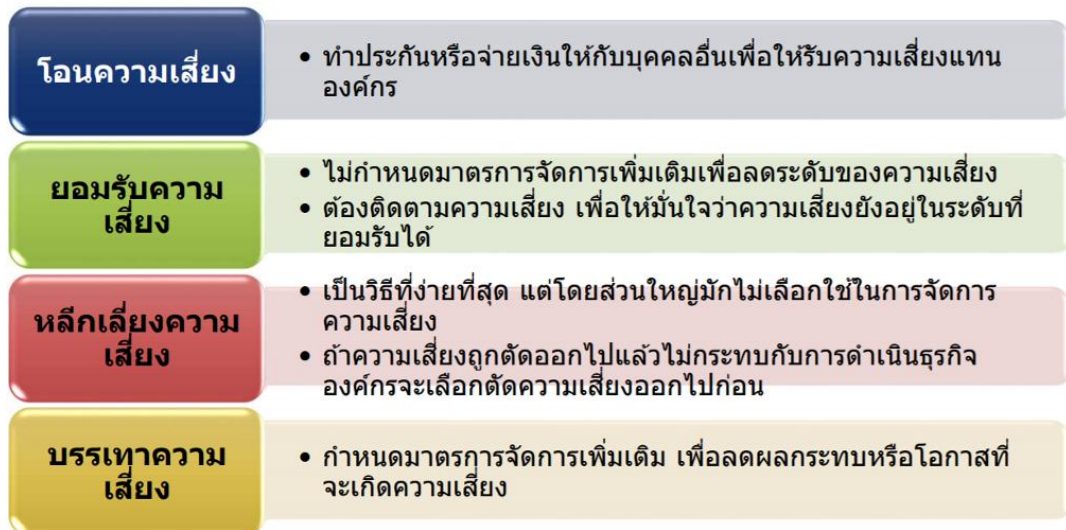 โอนความเสี่ยง
• ทำประกันหรือจ่ายเงินให้กับบุคคลอื่นเพื่อให้รับความเสี่ยงแทน
องค์กร
ยอมรับความ
เสี่ยง
• ไม่กำหนดมาตรการจัดการเพิ่มเติมเพื่อลดระดับของความเสี่ยง
• ต้องติดตามความเสี่ยง เพื่อให้มั่นใจว่าความเสี่ยงยังอยู่ในระดับที่
ยอมรับได้
หลีกเลี่ยงความ
เสี่ยง
• เป็นวิธีที่ง่ายที่สุด แต่โดยส่วนใหญ่มักไม่เลือกใช้ในการจัดการ
ความเสี่ยง
• ถ้าความเสี่ยงถูกตัดออกไปแล้วไม่กระทบกับการดำเนินธุรกิจ
องค์กรจะเลือกตัดความเสี่ยงออกไปก่อน
บรรเทาความ
เสี่ยง
• กำหนดมาตรการจัดการเพิ่มเติม เพื่อลดผลกระทบหรือโอกาสที่
จะเกิดความเสี่ยง